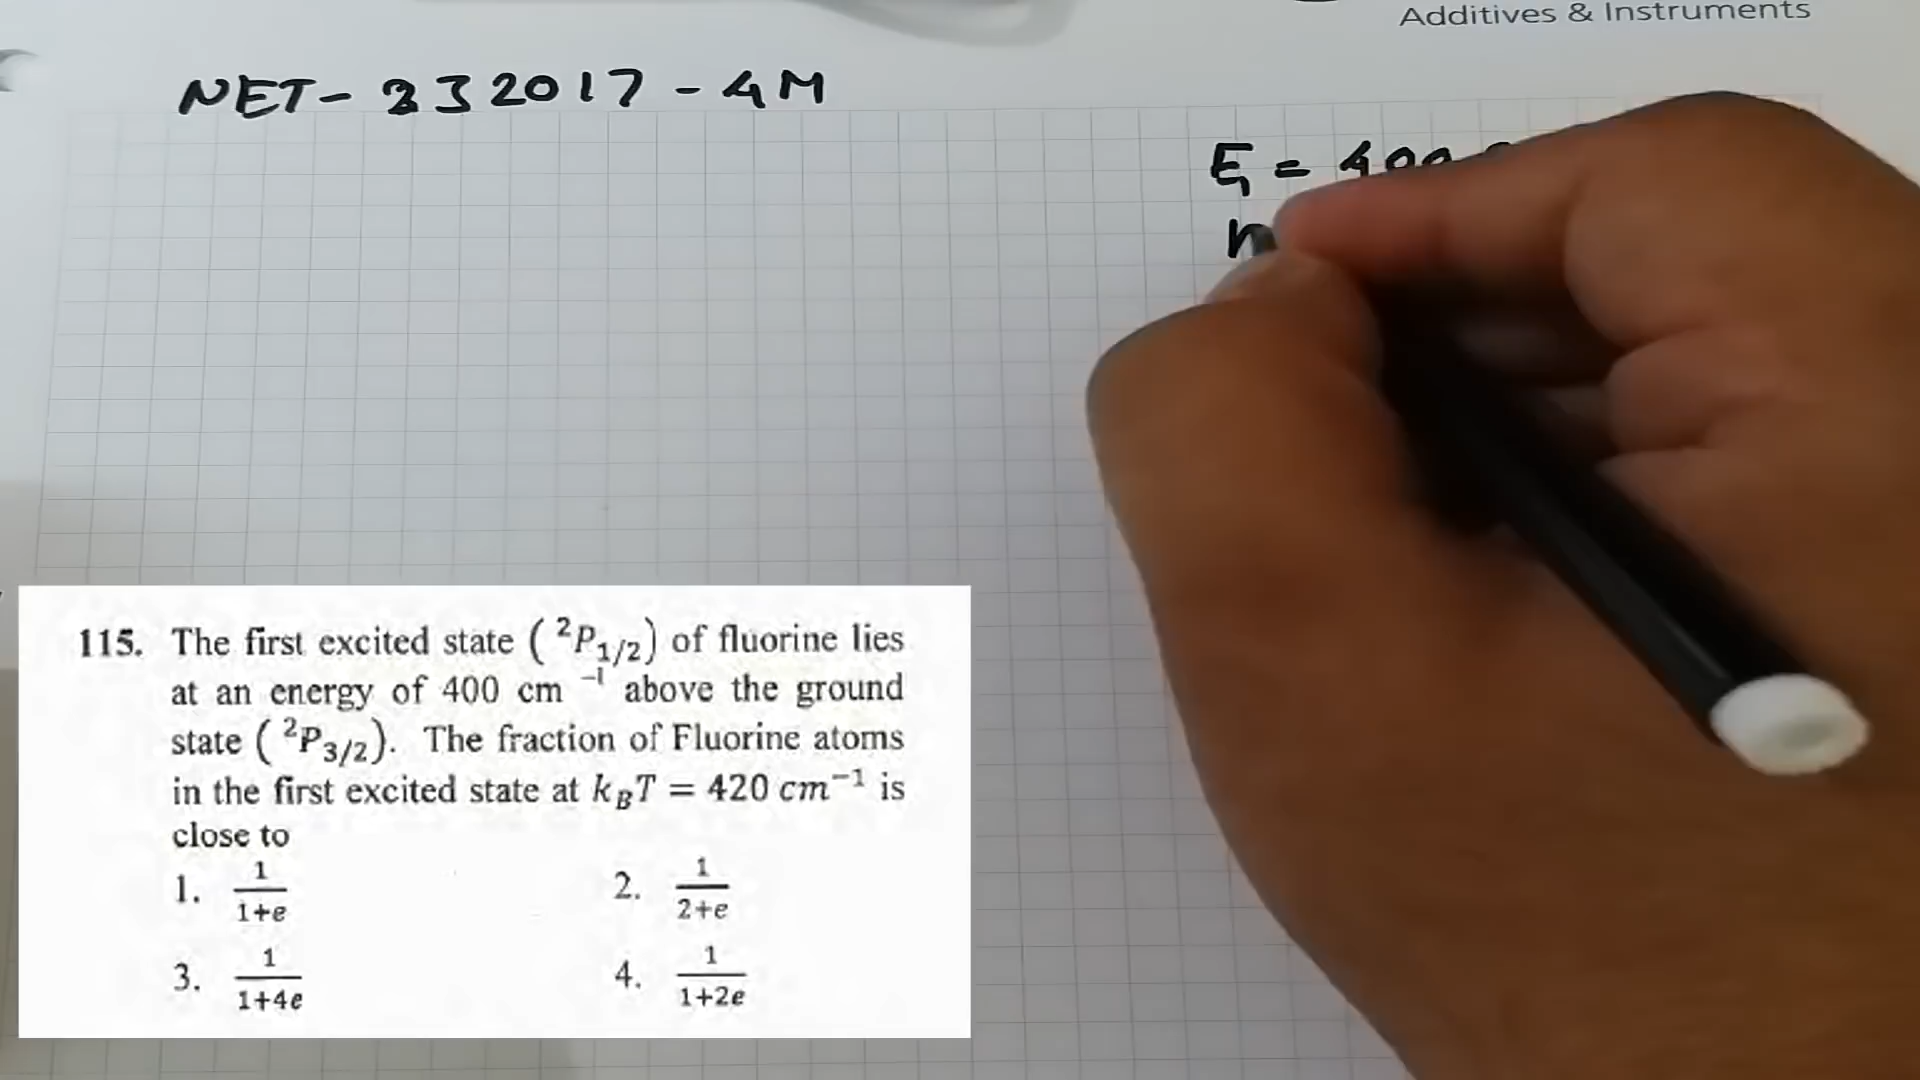 Additives & Instruments
NET - JJ 2017 - 4M
E₁ = 400
115. The first excited state ( ²P₁/₂) of fluorine lies
at an energy of 400 cm ⁻¹ above the ground
state ( ²P₃/₂). The fraction of Fluorine atoms
in the first excited state at k_BT = 420 cm⁻¹ is
close to
1. 1/1+e
2. 1/2+e
3. 1/1+4e
4. 1/1+2e